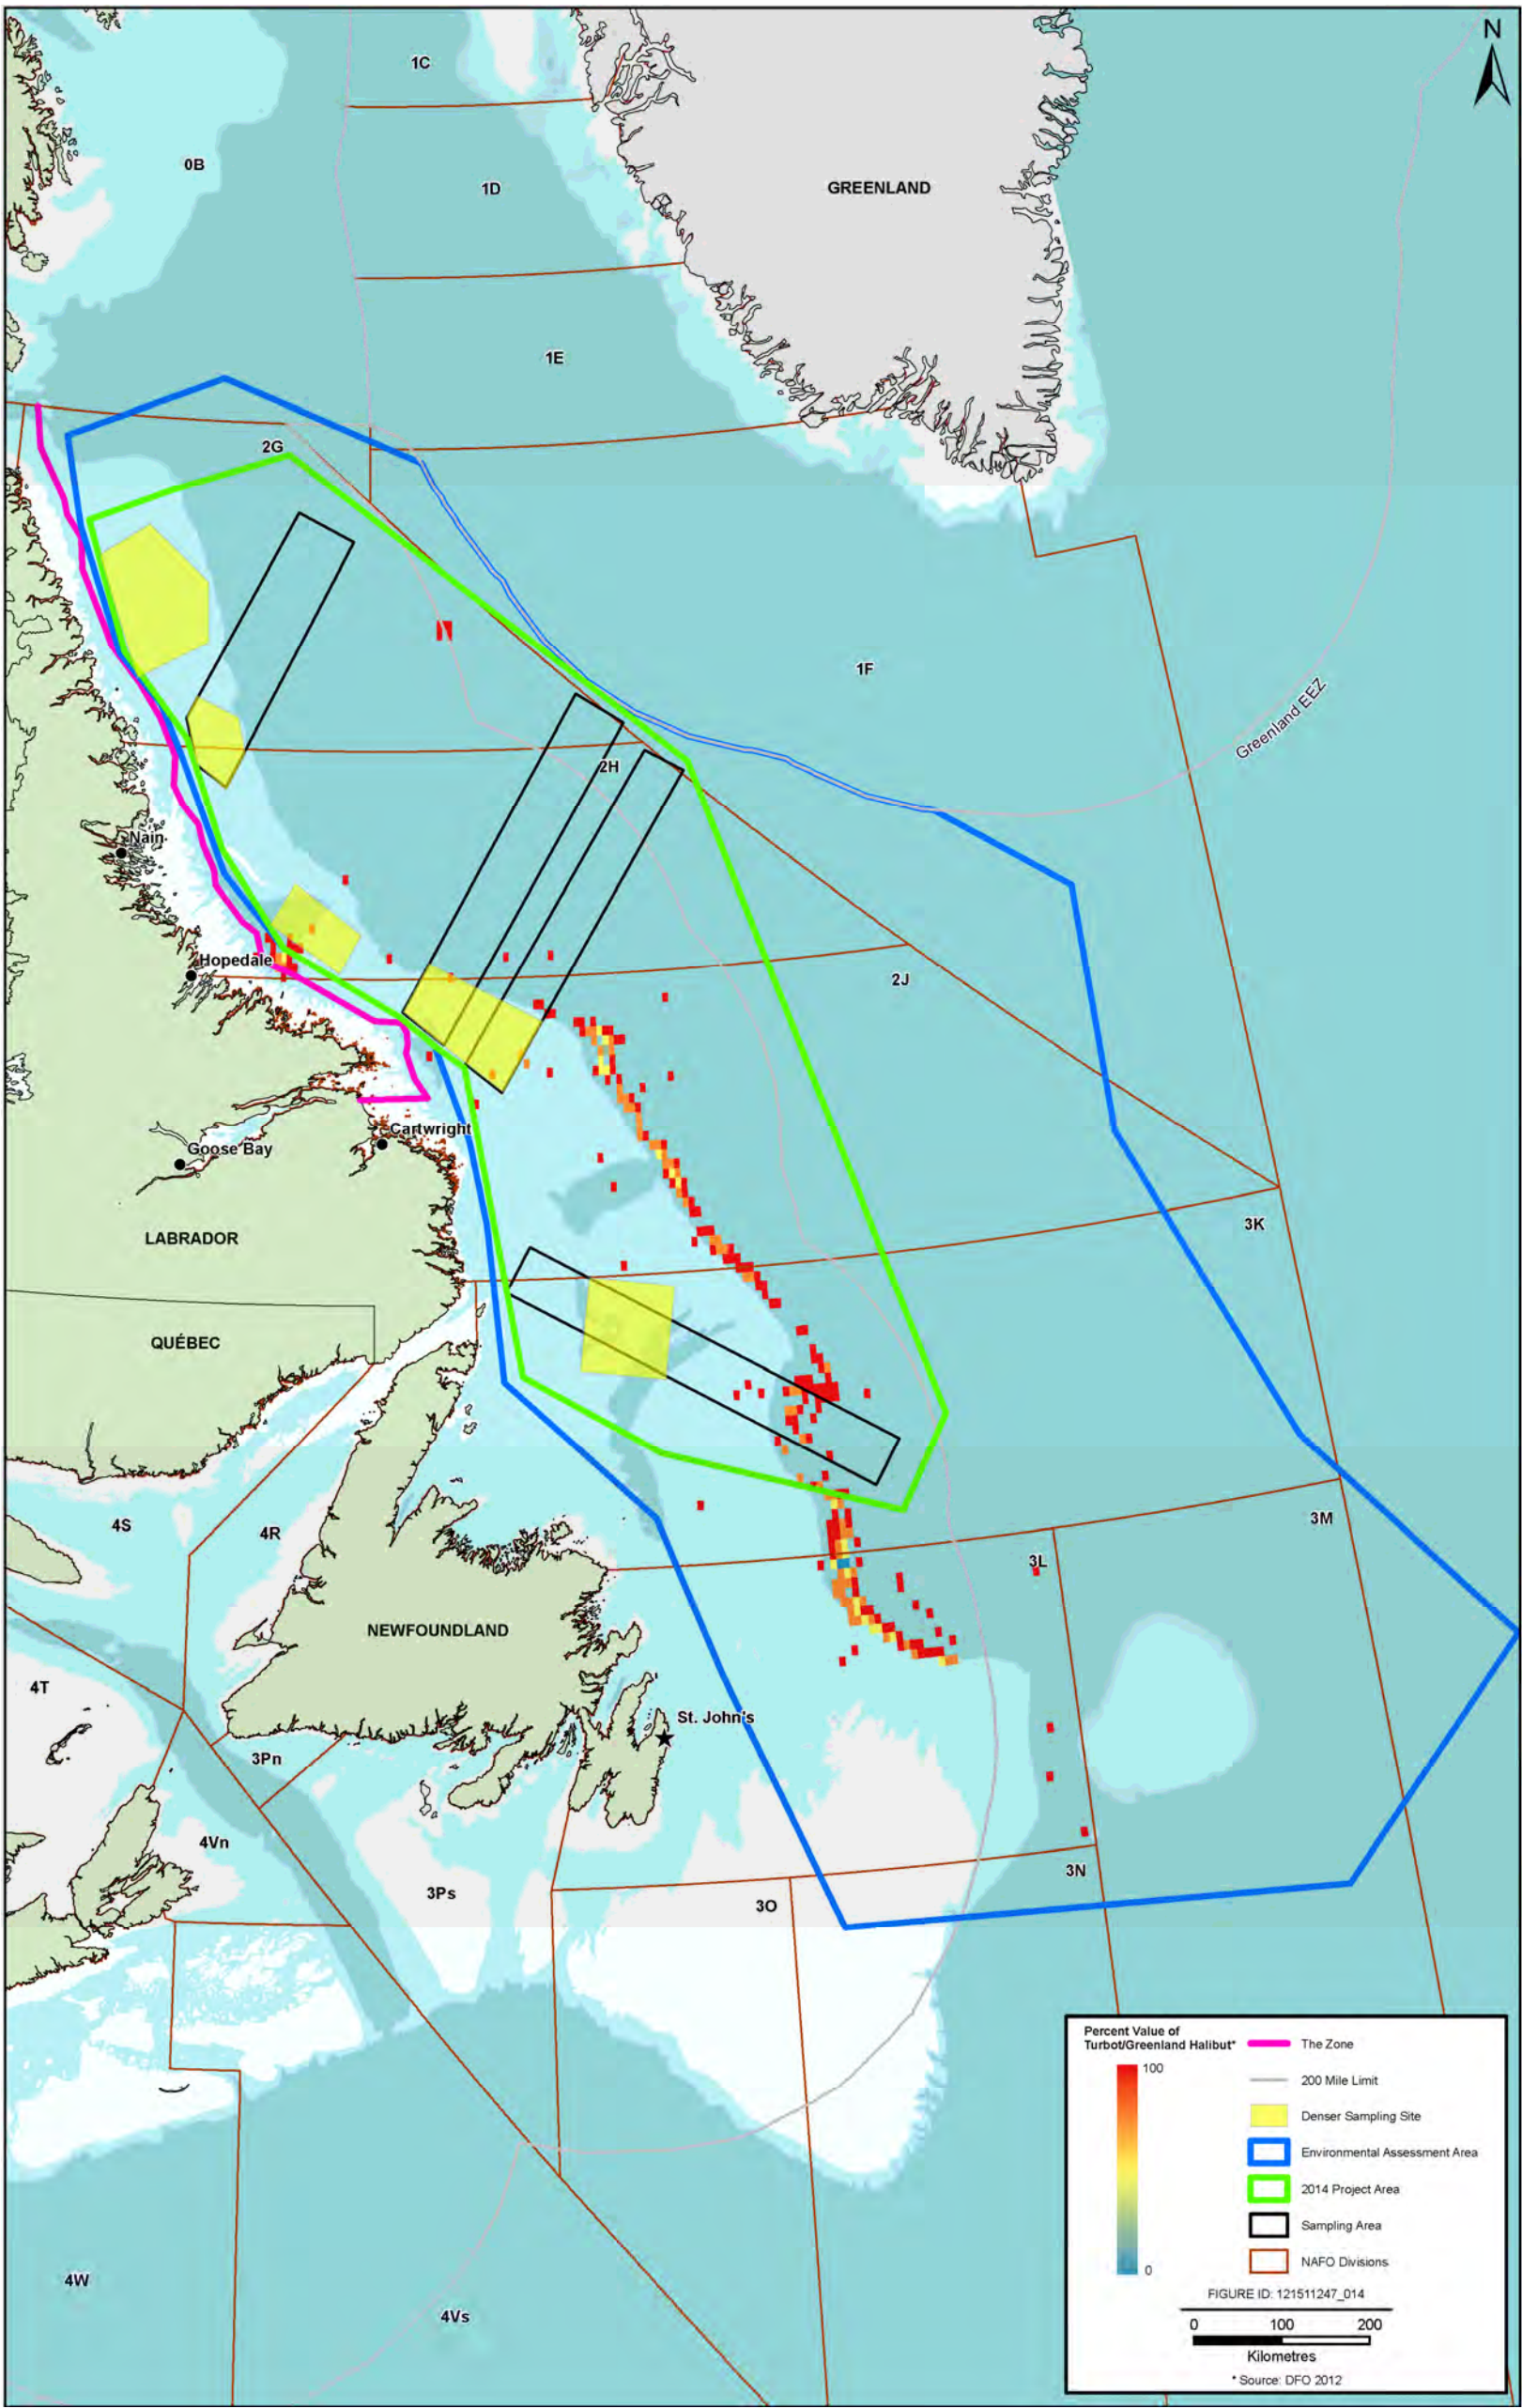 N
1C
0B
1D
GREENLAND
1E
2G
1F
Greenland EEZ
2H
Nain
Hopedale
2J
Cartwright
Goose Bay
LABRADOR
3K
QUÉBEC
4S
4R
3M
3L
NEWFOUNDLAND
4T
St. John's
3Pn
4Vn
3Ps
3N
3O
4W
4Vs
Percent Value of
Turbot/Greenland Halibut*
100
0
The Zone
200 Mile Limit
Denser Sampling Site
Environmental Assessment Area
2014 Project Area
Sampling Area
NAFO Divisions
FIGURE ID: 121511247_014
0 100 200
Kilometres
* Source: DFO 2012